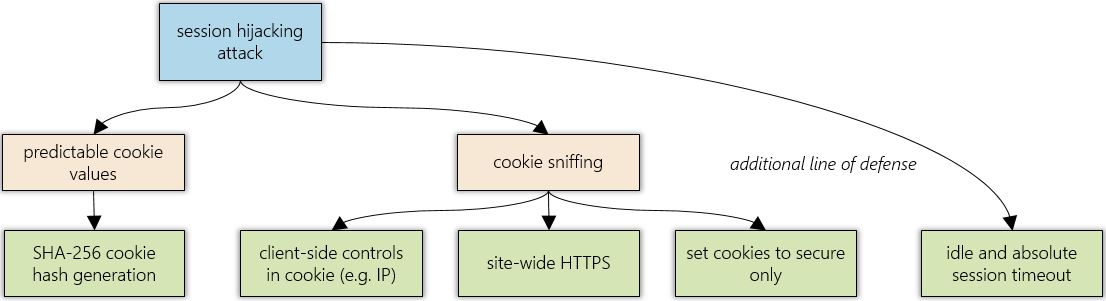 session hijacking
attack
predictable cookie
values
cookie sniffing
additional line of defense
SHA-256 cookie
hash generation
client-side controls
in cookie (e.g. IP)
site-wide HTTPS
set cookies to secure
only
idle and absolute
session timeout